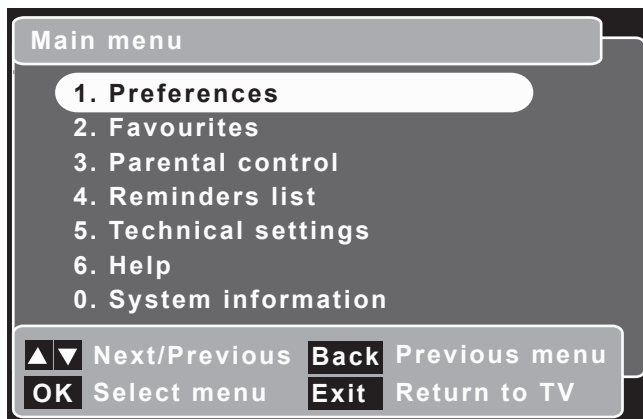 Main menu
1. Preferences
2. Favourites
3. Parental control
4. Reminders list
5. Technical settings
6. Help
0. System information
▲▼ Next/Previous Back Previous menu
OK Select menu Exit Return to TV